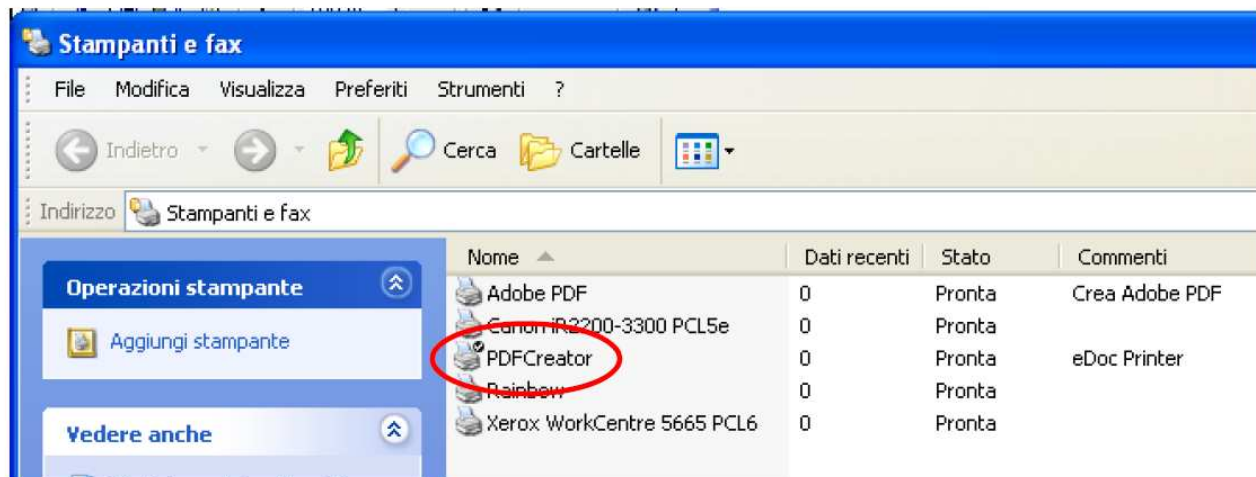 Stampanti e fax
File Modifica Visualizza Preferiti Strumenti ?
Indietro Cerca Cartelle
Indirizzo Stampanti e fax
Nome Dati recenti Stato Commenti
Operazioni stampante
Aggiungi stampante
Vedere anche
Adobe PDF 0 Pronta Crea Adobe PDF
Canon iR2200-3300 PCL5e 0 Pronta
PDFCreator 0 Pronta eDoc Printer
Rainbow 0 Pronta
Xerox WorkCentre 5665 PCL6 0 Pronta